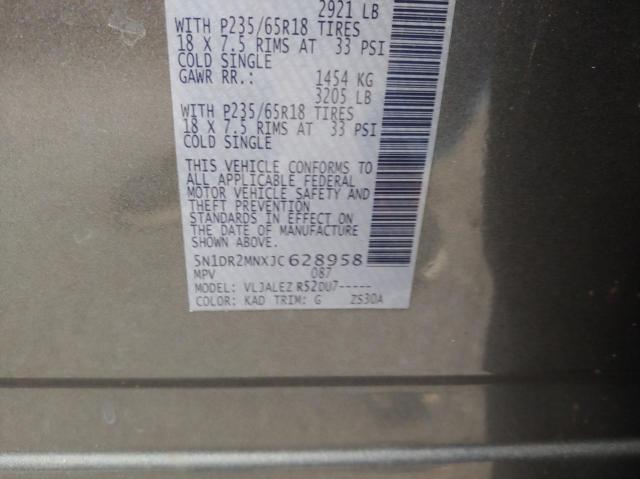 2921 LB
WITH P235/65R18 TIRES
18 X 7.5 RIMS AT 33 PSI
COLD SINGLE
GAWR RR.: 1454 KG
3205 LB
WITH P235/65R18 TIRES
18 X 7.5 RIMS AT 33 PSI
COLD SINGLE
THIS VEHICLE CONFORMS TO
ALL APPLICABLE FEDERAL
MOTOR VEHICLE SAFETY AND
THEFT PREVENTION
STANDARDS IN EFFECT ON
THE DATE OF MANUFACTURE
SHOWN ABOVE.
5N1DR2MNXJC628958
MPV 087
MODEL: VLJALEZ R52DU7-----
COLOR: KAD TRIM: G ZS30A